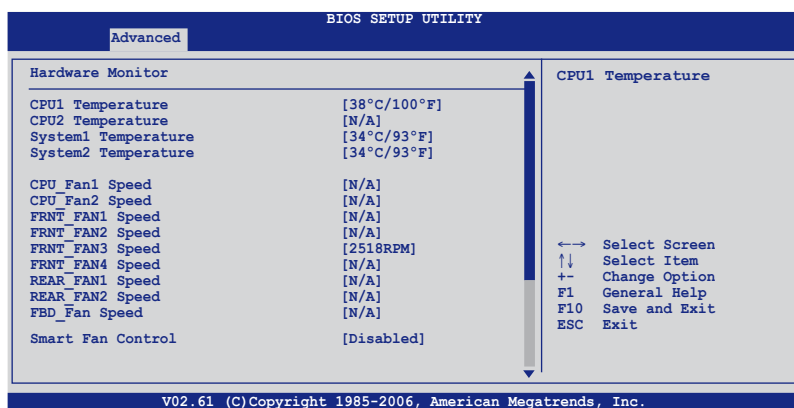 BIOS SETUP UTILITY
Advanced
Hardware Monitor
CPU1 Temperature [38°C/100°F]
CPU2 Temperature [N/A]
System1 Temperature [34°C/93°F]
System2 Temperature [34°C/93°F]
CPU_Fan1 Speed [N/A]
CPU_Fan2 Speed [N/A]
FRNT_FAN1 Speed [N/A]
FRNT_FAN2 Speed [N/A]
FRNT_FAN3 Speed [2518RPM]
FRNT_FAN4 Speed [N/A]
REAR_FAN1 Speed [N/A]
REAR_FAN2 Speed [N/A]
FBD_Fan Speed [N/A]
Smart Fan Control [Disabled]
CPU1 Temperature
←→ Select Screen
↑↓ Select Item
+- Change Option
F1 General Help
F10 Save and Exit
ESC Exit
V02.61 (C)Copyright 1985-2006, American Megatrends, Inc.